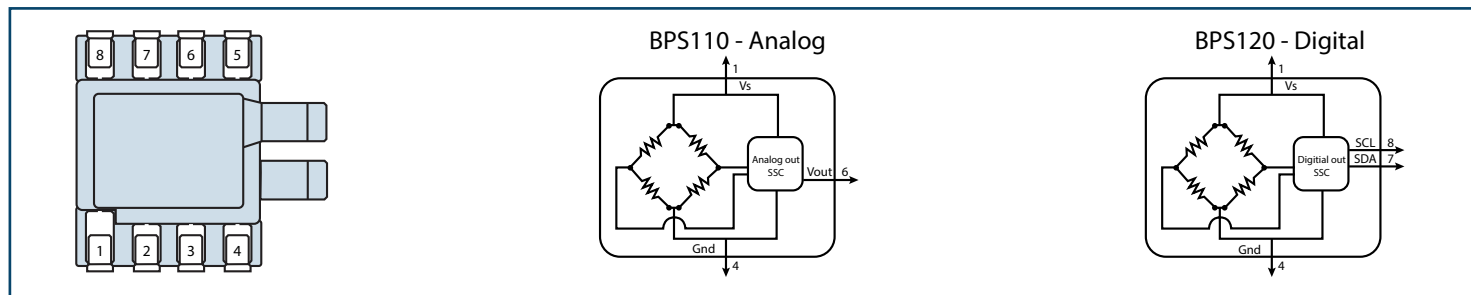 8 7 6 5
1 2 3 4
BPS110 - Analog
1
Vs
Analog out
SSC
Vout 6
Gnd
4
BPS120 - Digital
1
Vs
Digitial out
SSC
SCL 8
SDA 7
Gnd
4